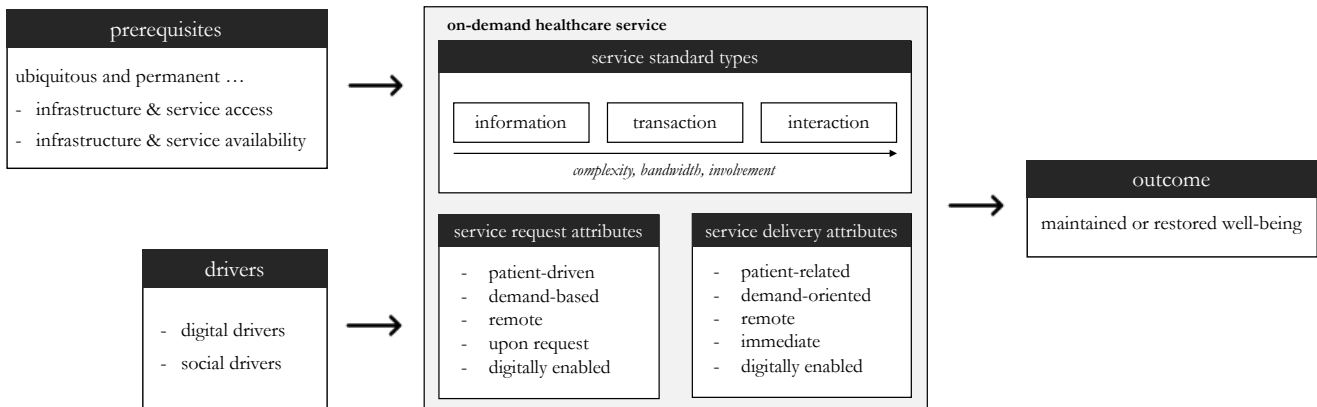 prerequisites
ubiquitous and permanent …
- infrastructure & service access
- infrastructure & service availability
drivers
- digital drivers
- social drivers
on-demand healthcare service
service standard types
information
transaction
interaction
complexity, bandwidth, involvement
service request attributes
- patient-driven
- demand-based
- remote
- upon request
- digitally enabled
service delivery attributes
- patient-related
- demand-oriented
- remote
- immediate
- digitally enabled
outcome
maintained or restored well-being